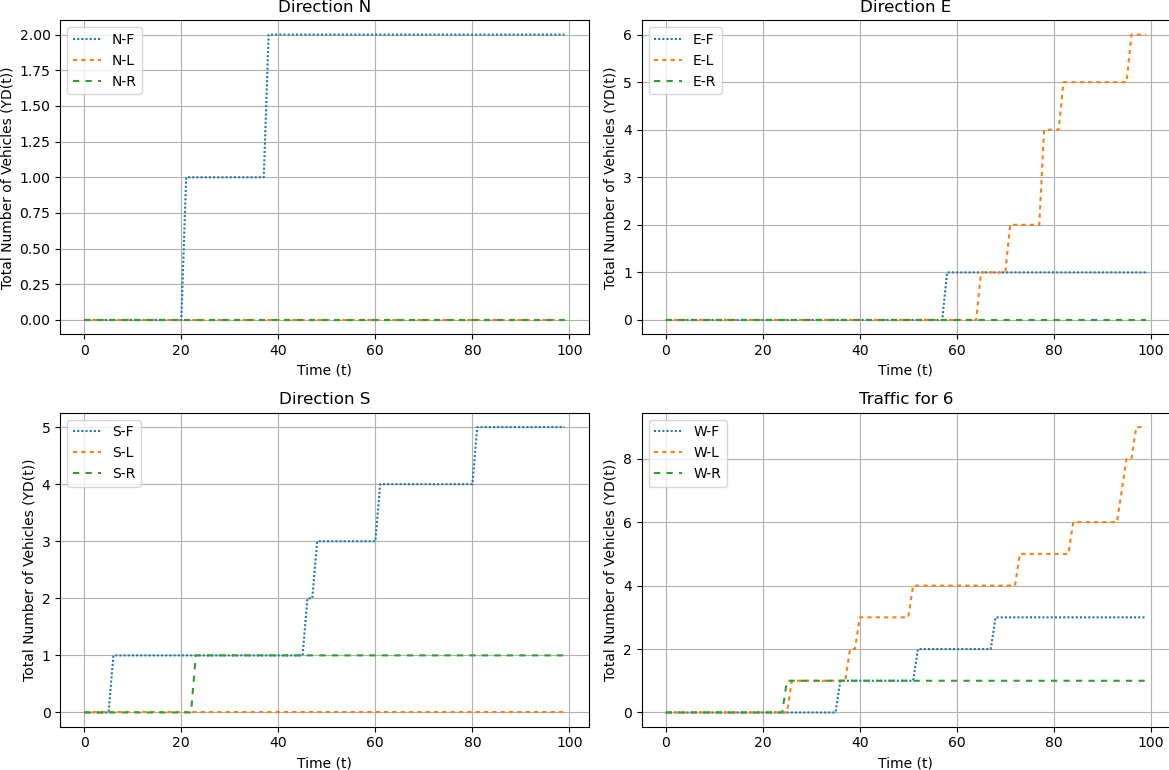 Direction N
Total Number of Vehicles (YD(t))
2.00
1.75
1.50
1.25
1.00
0.75
0.50
0.25
0.00
N-F
N-L
N-R
0 20 40 60 80 100
Time (t)
Direction E
Total Number of Vehicles (YD(t))
6
5
4
3
2
1
0
E-F
E-L
E-R
0 20 40 60 80 100
Time (t)
Direction S
Total Number of Vehicles (YD(t))
5
4
3
2
1
0
S-F
S-L
S-R
0 20 40 60 80 100
Time (t)
Traffic for 6
Total Number of Vehicles (YD(t))
8
6
4
2
0
W-F
W-L
W-R
0 20 40 60 80 100
Time (t)